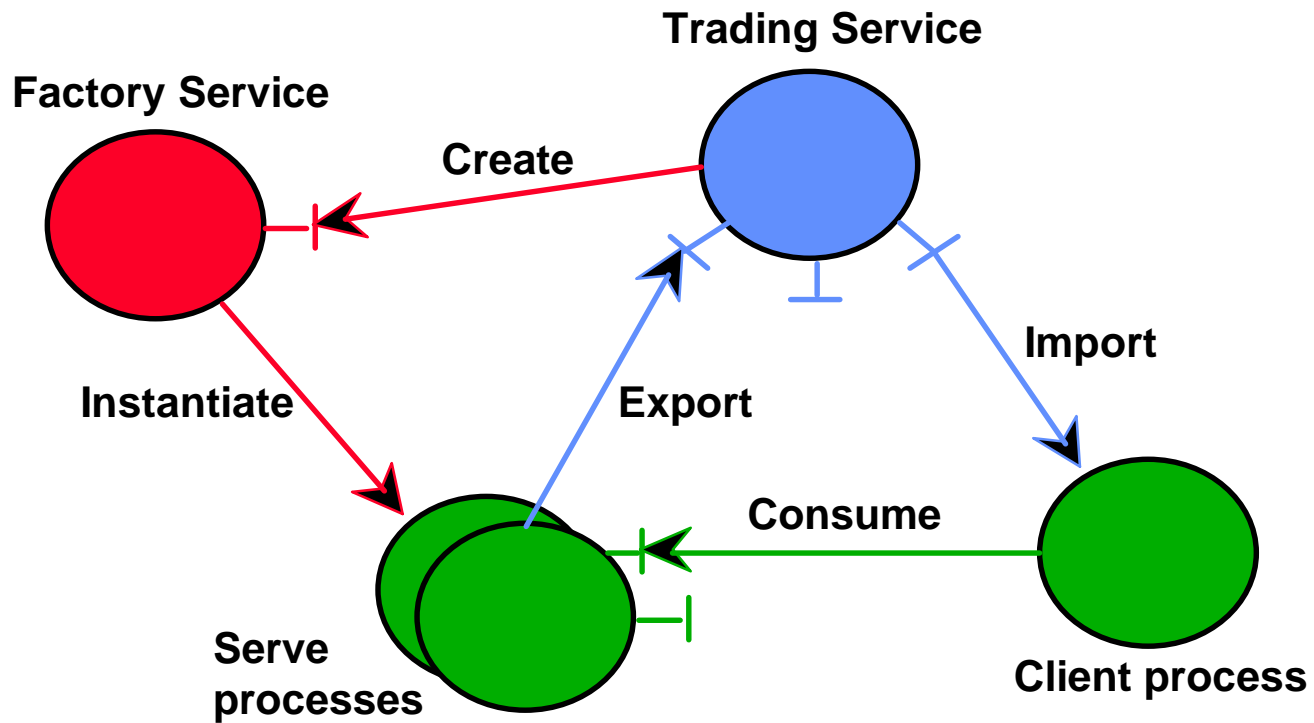 Trading Service
Factory Service
Create
Import
Instantiate
Export
Consume
Serve
processes
Client process